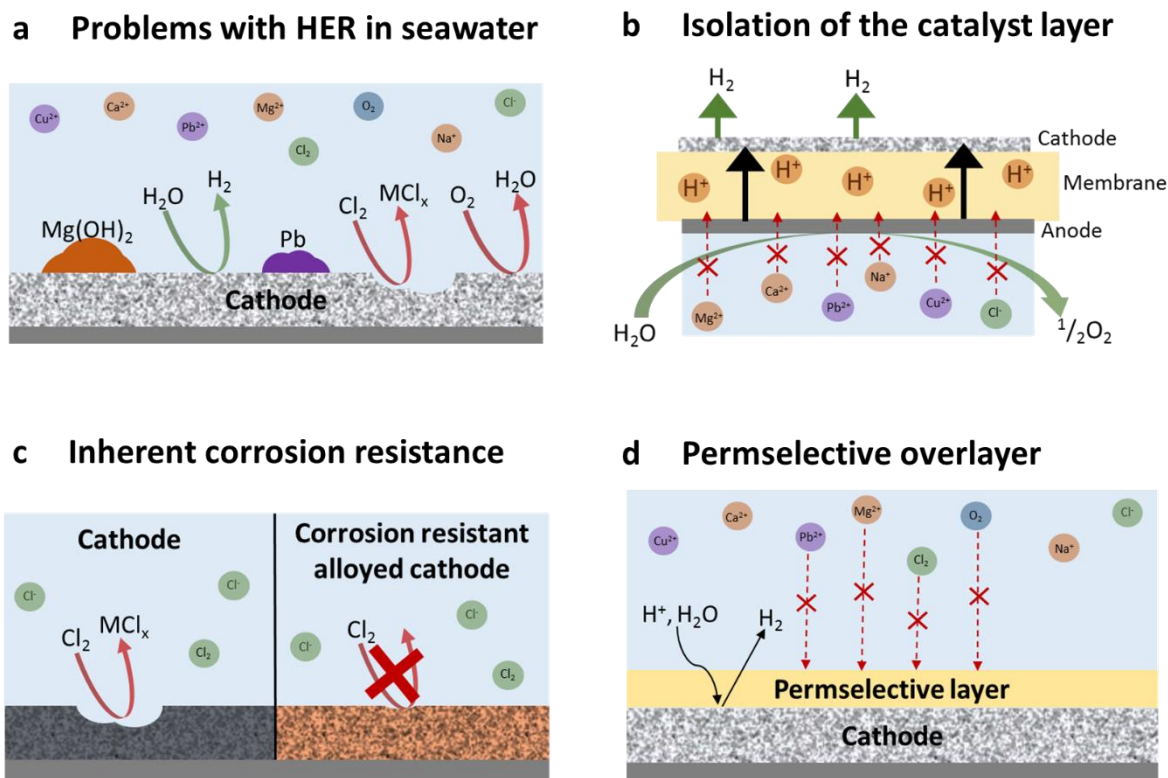 a Problems with HER in seawater
Cu²⁺
Ca²⁺
Pb²⁺
Mg²⁺
O₂
Cl⁻
Cl₂
Na⁺
Mg(OH)₂
H₂O
H₂
Pb
Cl₂
MClₓ
O₂
H₂O
Cathode
b Isolation of the catalyst layer
H₂
H₂
Cathode
H⁺
H⁺
H⁺
H⁺
H⁺
Membrane
Anode
Mg²⁺
Ca²⁺
Pb²⁺
Na⁺
Cu²⁺
Cl⁻
H₂O
¹/₂O₂
c Inherent corrosion resistance
Cathode
Cl⁻
Cl⁻
Cl₂
MClₓ
Cl₂
Corrosion resistant
alloyed cathode
Cl⁻
Cl₂
Cl⁻
Cl₂
d Permselective overlayer
Cu²⁺
Ca²⁺
Pb²⁺
Mg²⁺
Cl₂
O₂
Na⁺
Cl⁻
H⁺, H₂O
H₂
Permselective layer
Cathode